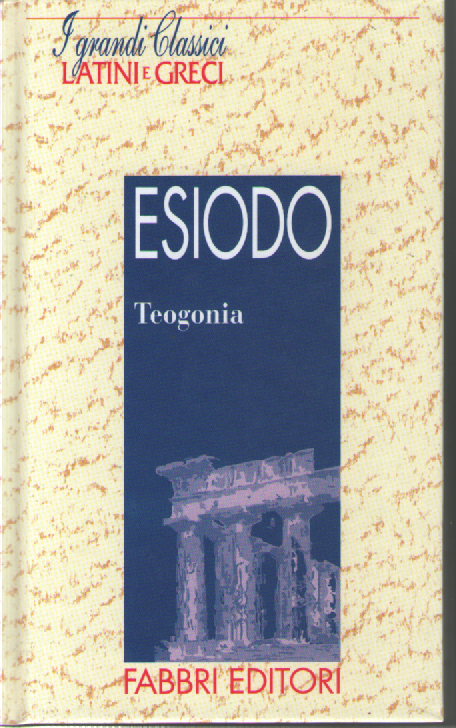 I grandi Classici
LATINI E GRECI
ESIODO
Teogonia
FABBRI EDITORI